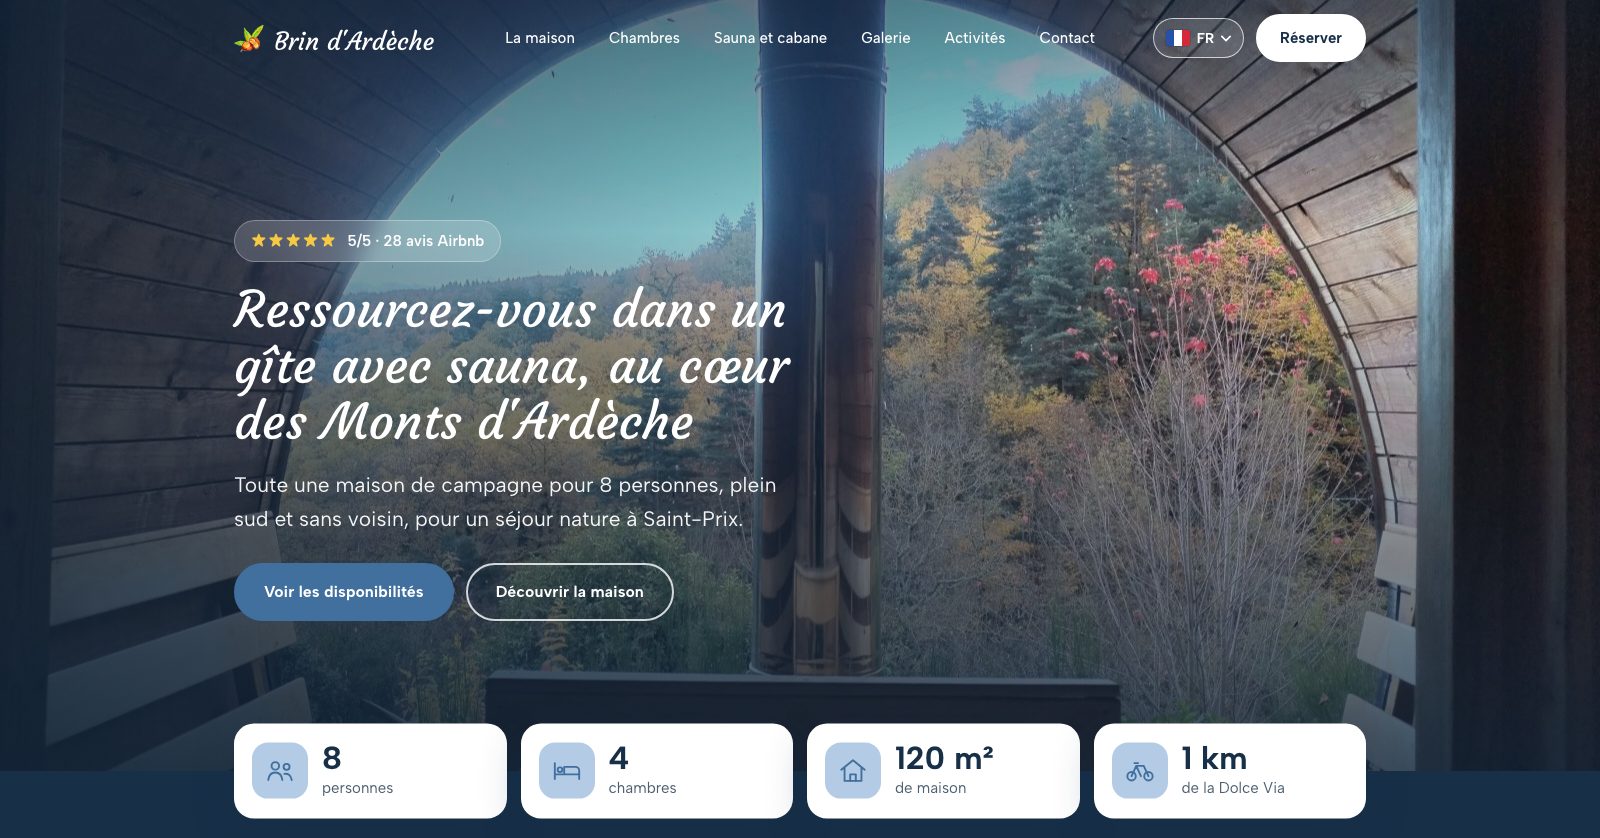 Brin d'Ardèche
La maison
Chambres
Sauna et cabane
Galerie
Activités
Contact
FR
Réserver
5/5 · 28 avis Airbnb
Ressourcez-vous dans un
gîte avec sauna, au cœur
des Monts d'Ardèche
Toute une maison de campagne pour 8 personnes, plein
sud et sans voisin, pour un séjour nature à Saint-Prix.
Voir les disponibilités
Découvrir la maison
8
personnes
4
chambres
120 m²
de maison
1 km
de la Dolce Via